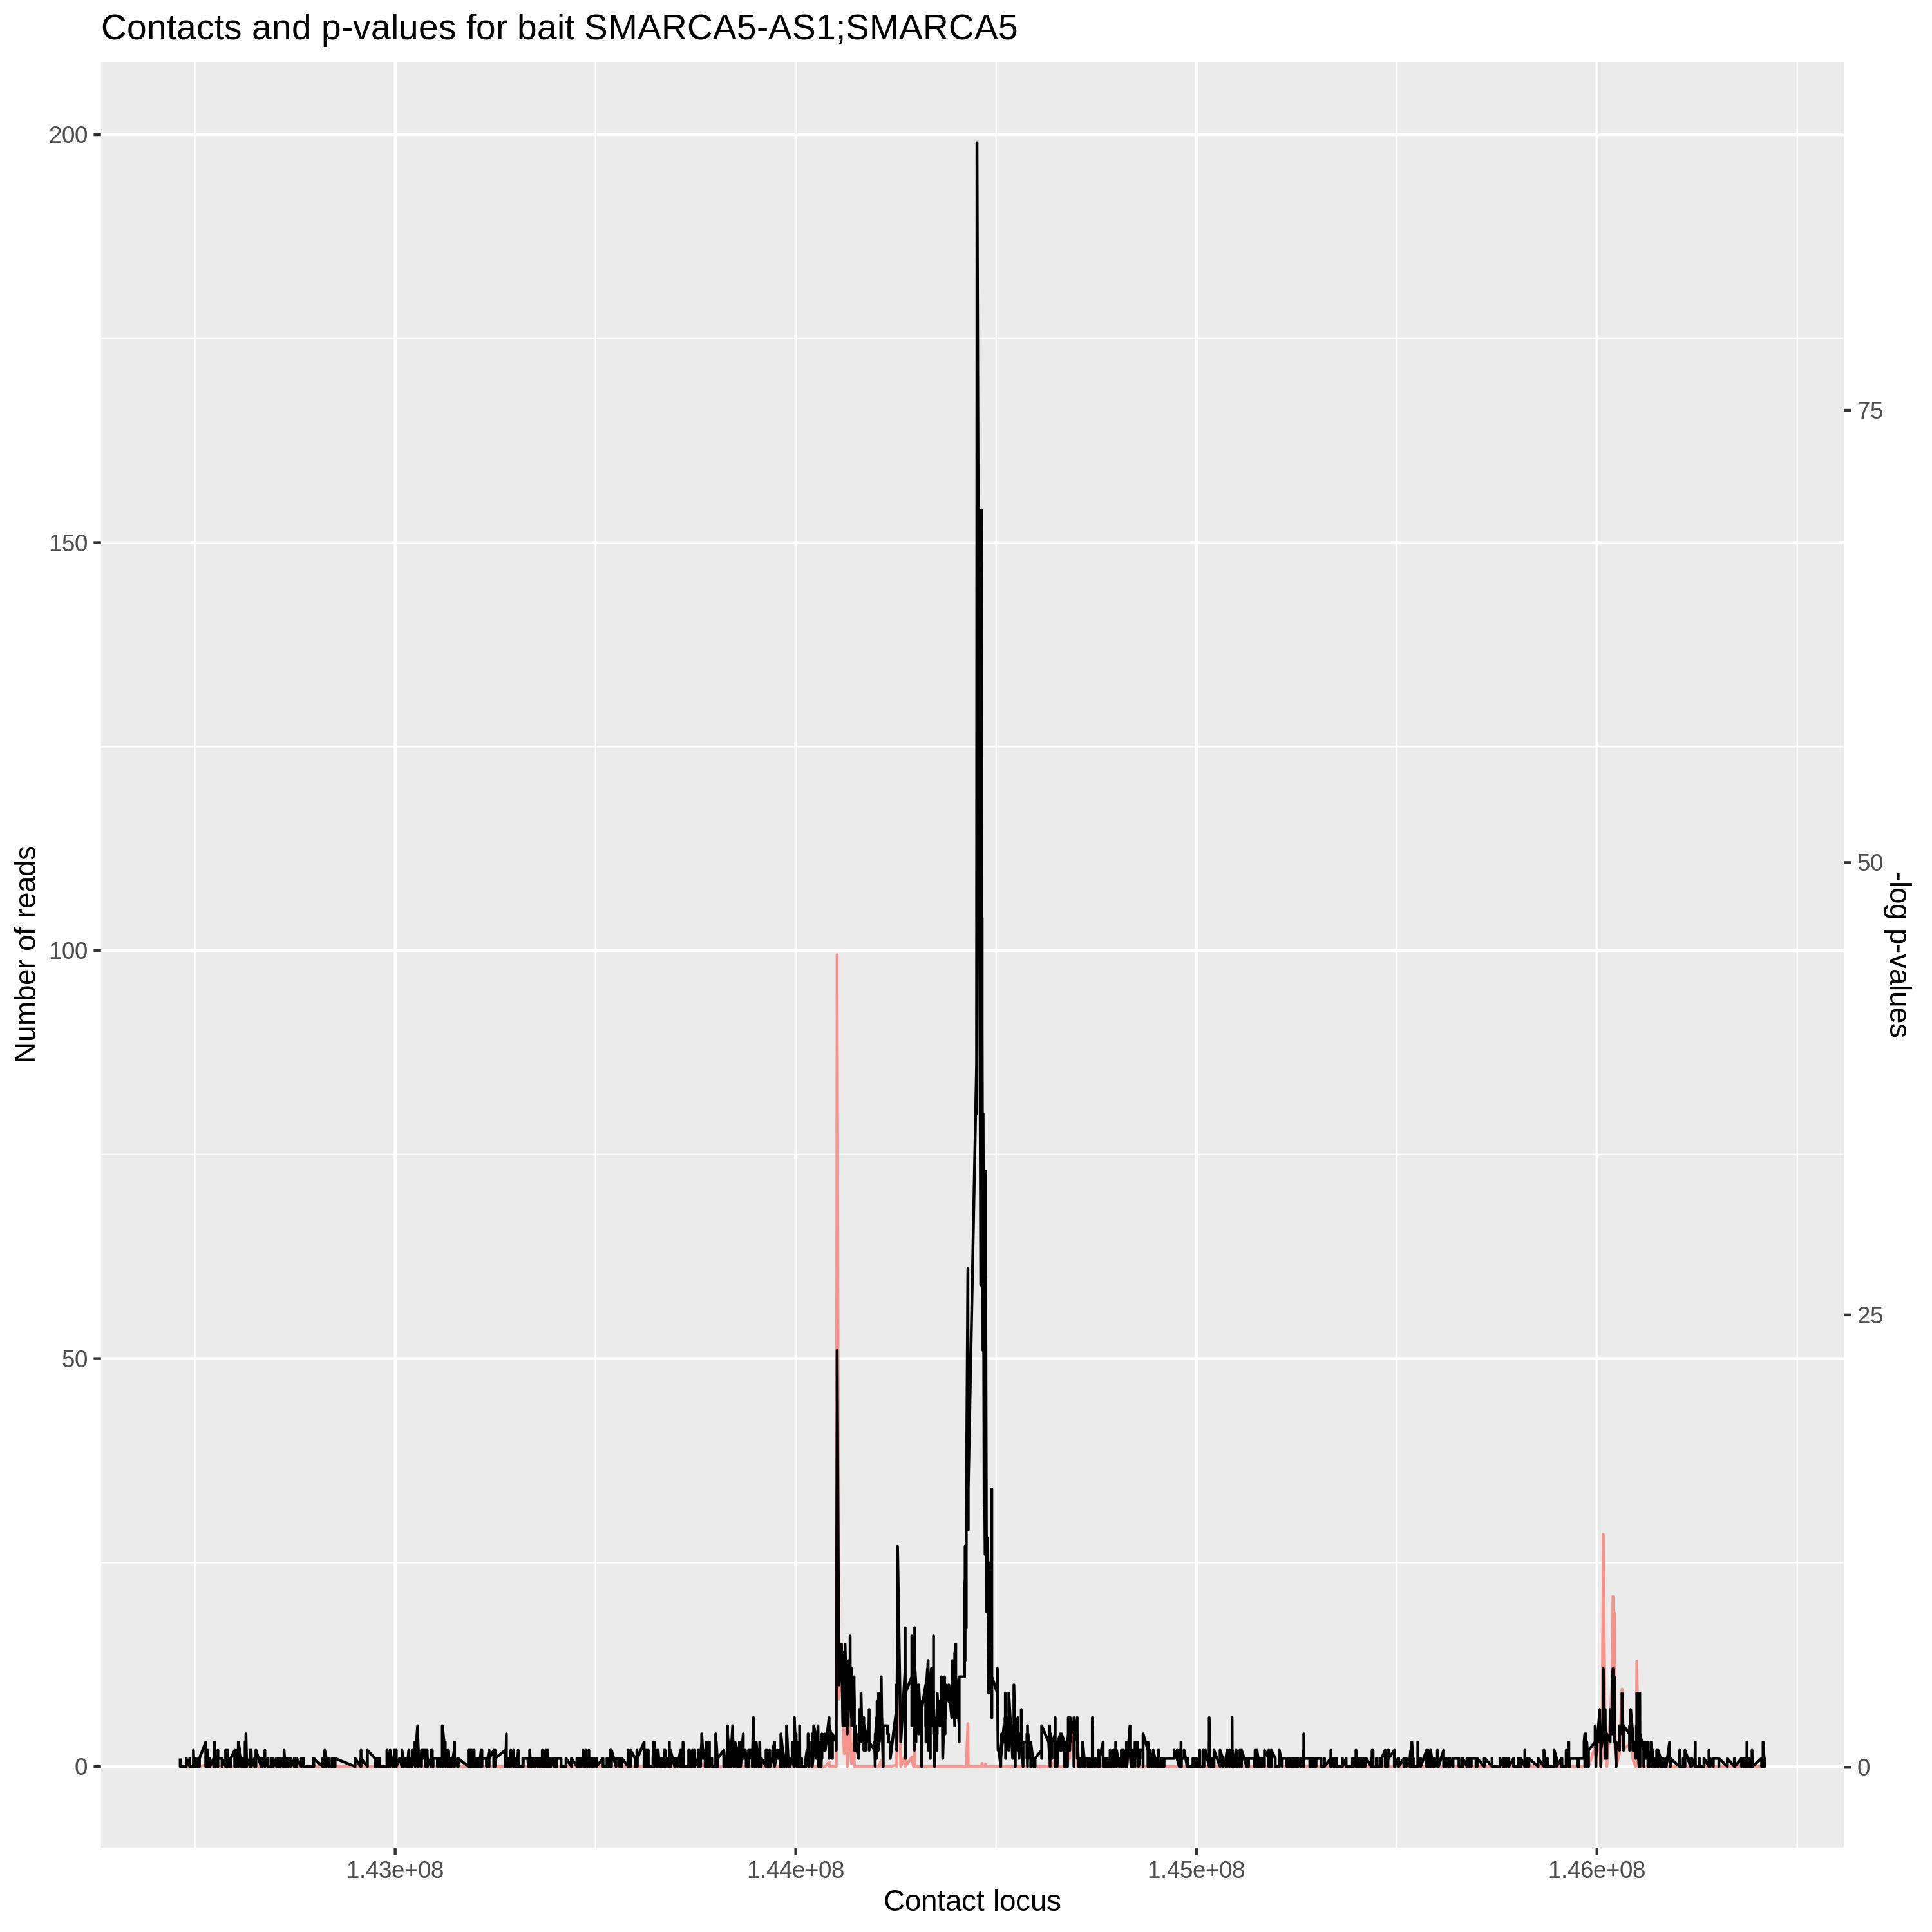 Contacts and p-values for bait SMARCA5-AS1;SMARCA5
200
150
100
50
0
Number of reads
75
50
25
0
-log p-values
1.43e+08 1.44e+08 1.45e+08 1.46e+08
Contact locus